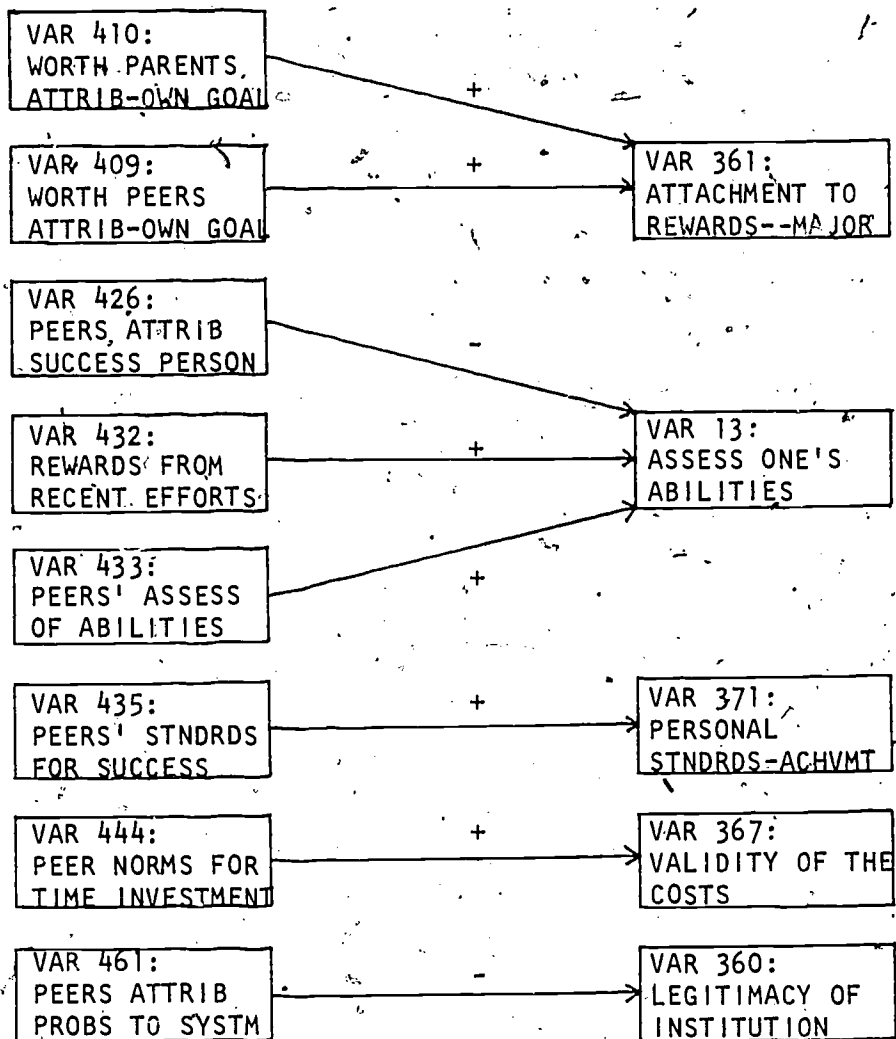 VAR 410:
WORTH PARENTS,
ATTRIB-OWN GOAL
+
VAR 409:
WORTH PEERS
ATTRIB-OWN GOAL
+
VAR 361:
ATTACHMENT TO
REWARDS--MAJOR
VAR 426:
PEERS, ATTRIB
SUCCESS PERSON
-
VAR 432:
REWARDS FROM
RECENT EFFORTS
+
VAR 13:
ASSESS ONE'S
ABILITIES
VAR 433:
PEERS' ASSESS
OF ABILITIES
+
VAR 435:
PEERS' STNDRDS
FOR SUCCESS
+
VAR 371:
PERSONAL
STNDRDS-ACHVMT
VAR 444:
PEER NORMS FOR
TIME INVESTMENT
+
VAR 367:
VALIDITY OF THE
COSTS
VAR 461:
PEERS ATTRIB
PROBS TO SYSTM
-
VAR 360:
LEGITIMACY OF
INSTITUTION